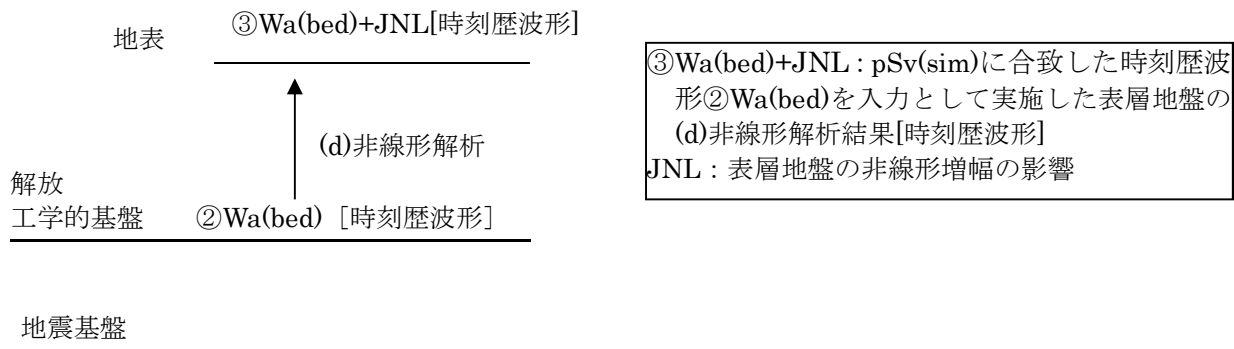 地表
③Wa(bed)+JNL[時刻歴波形]
(d)非線形解析
解放
工学的基盤
②Wa(bed)［時刻歴波形］
地震基盤
③Wa(bed)+JNL : pSv(sim)に合致した時刻歴波
形②Wa(bed)を入力として実施した表層地盤の
(d)非線形解析結果[時刻歴波形]
JNL：表層地盤の非線形増幅の影響